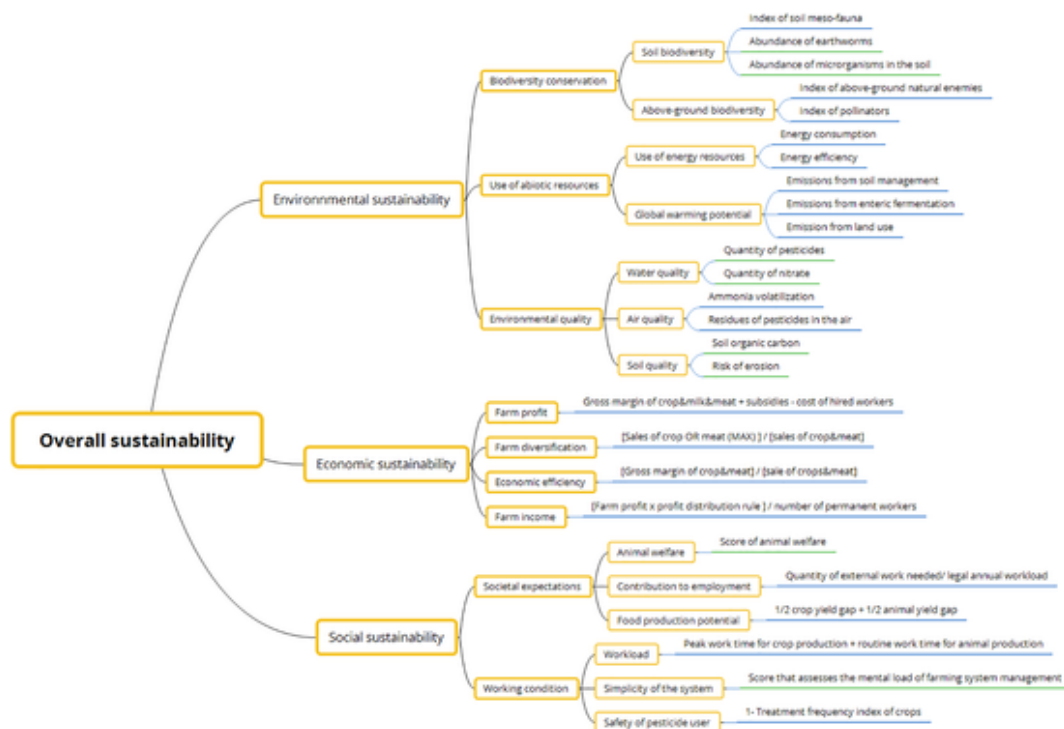 Index of soil meso-fauna
Soil biodiversity
Abundance of earthworms
Abundance of microrganisms in the soil
Biodiversity conservation
Index of above-ground natural enemies
Above-ground biodiversity
Index of pollinators
Energy consumption
Use of energy resources
Energy efficiency
Use of abiotic resources
Environnmental sustainability
Emissions from soil management
Emissions from enteric fermentation
Global warming potential
Emission from land use
Quantity of pesticides
Water quality
Quantity of nitrate
Ammonia volatilization
Environmental quality
Air quality
Residues of pesticides in the air
Soil organic carbon
Soil quality
Risk of erosion
Overall sustainability
Farm profit
Gross margin of crop&milk&meat + subsidies - cost of hired workers
Farm diversification
[Sales of crop OR meat (MAX) ] / [sales of crop&meat]
Economic sustainability
Economic efficiency
[Gross margin of crop&meat] / [sale of crops&meat]
Farm income
[Farm profit x profit distribution rule ] / number of permanent workers
Animal welfare
Score of animal welfare
Societal expectations
Contribution to employment
Quantity of external work needed/ legal annual workload
Food production potential
1/2 crop yield gap + 1/2 animal yield gap
Social sustainability
Workload
Peak work time for crop production + routine work time for animal production
Working condition
Simplicity of the system
Score that assesses the mental load of farming system management
Safety of pesticide user
1- Treatment frequency index of crops